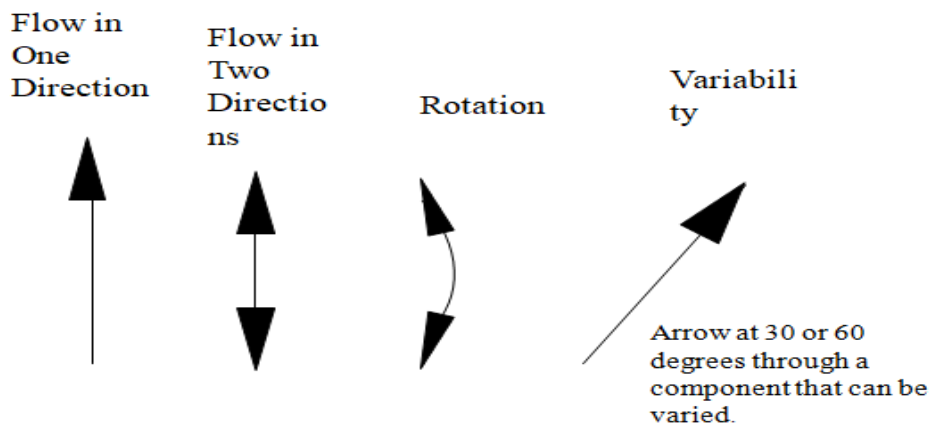 Flow in
One
Direction
Flow in
Two
Directio
ns
Rotation
Variabili
ty
Arrow at 30 or 60
degrees through a
component that can be
varied.